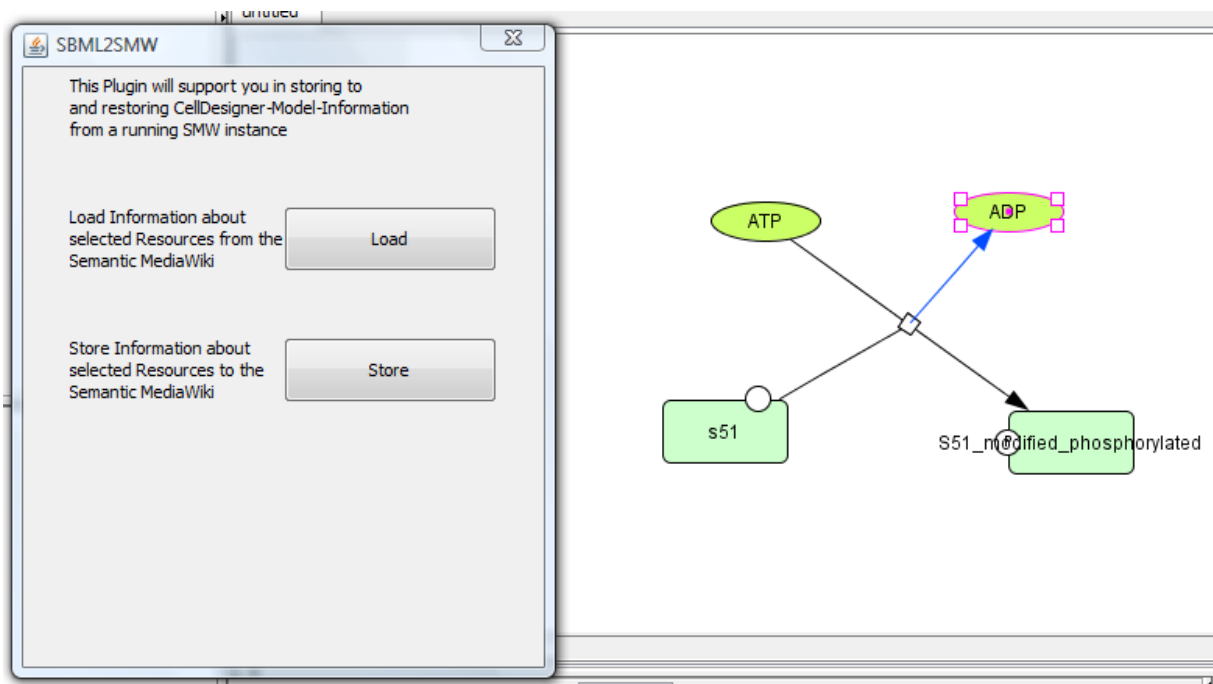 untitled
SBML2SMW
This Plugin will support you in storing to
and restoring CellDesigner-Model-Information
from a running SMW instance
Load Information about
selected Resources from the
Semantic MediaWiki
Load
Store Information about
selected Resources to the
Semantic MediaWiki
Store
ATP
ADP
s51
S51_modified_phosphorylated